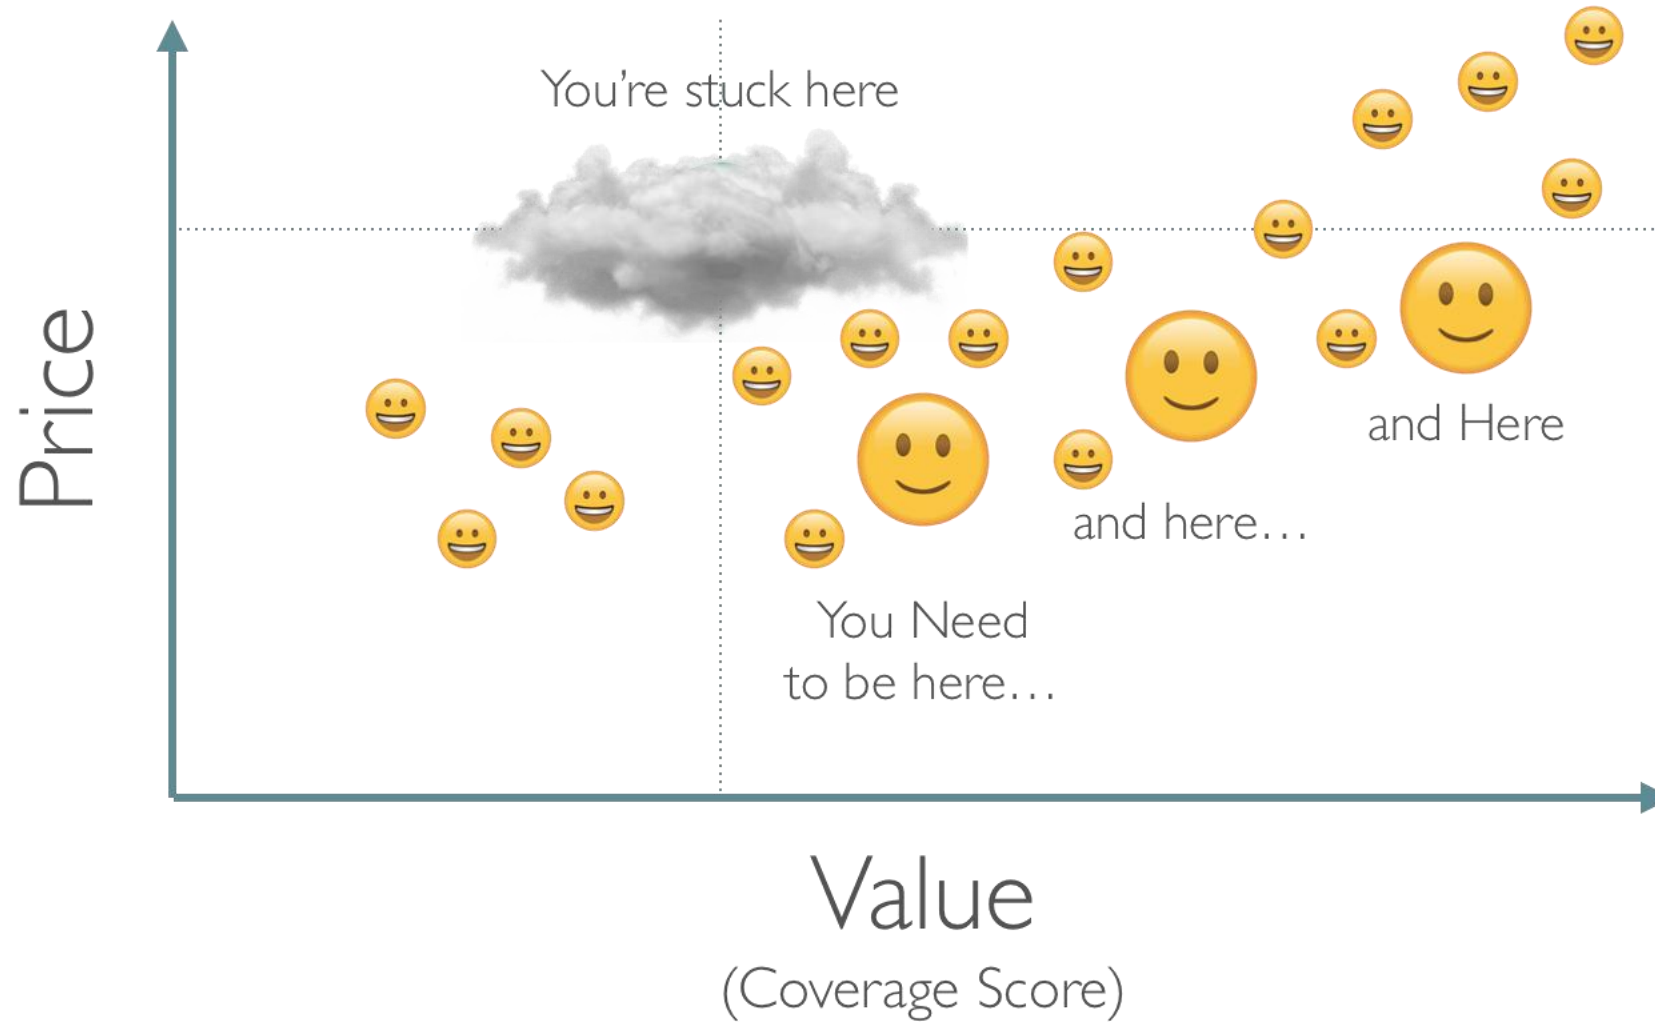 You're stuck here
Price
and Here
and here...
You Need
to be here...
Value
(Coverage Score)